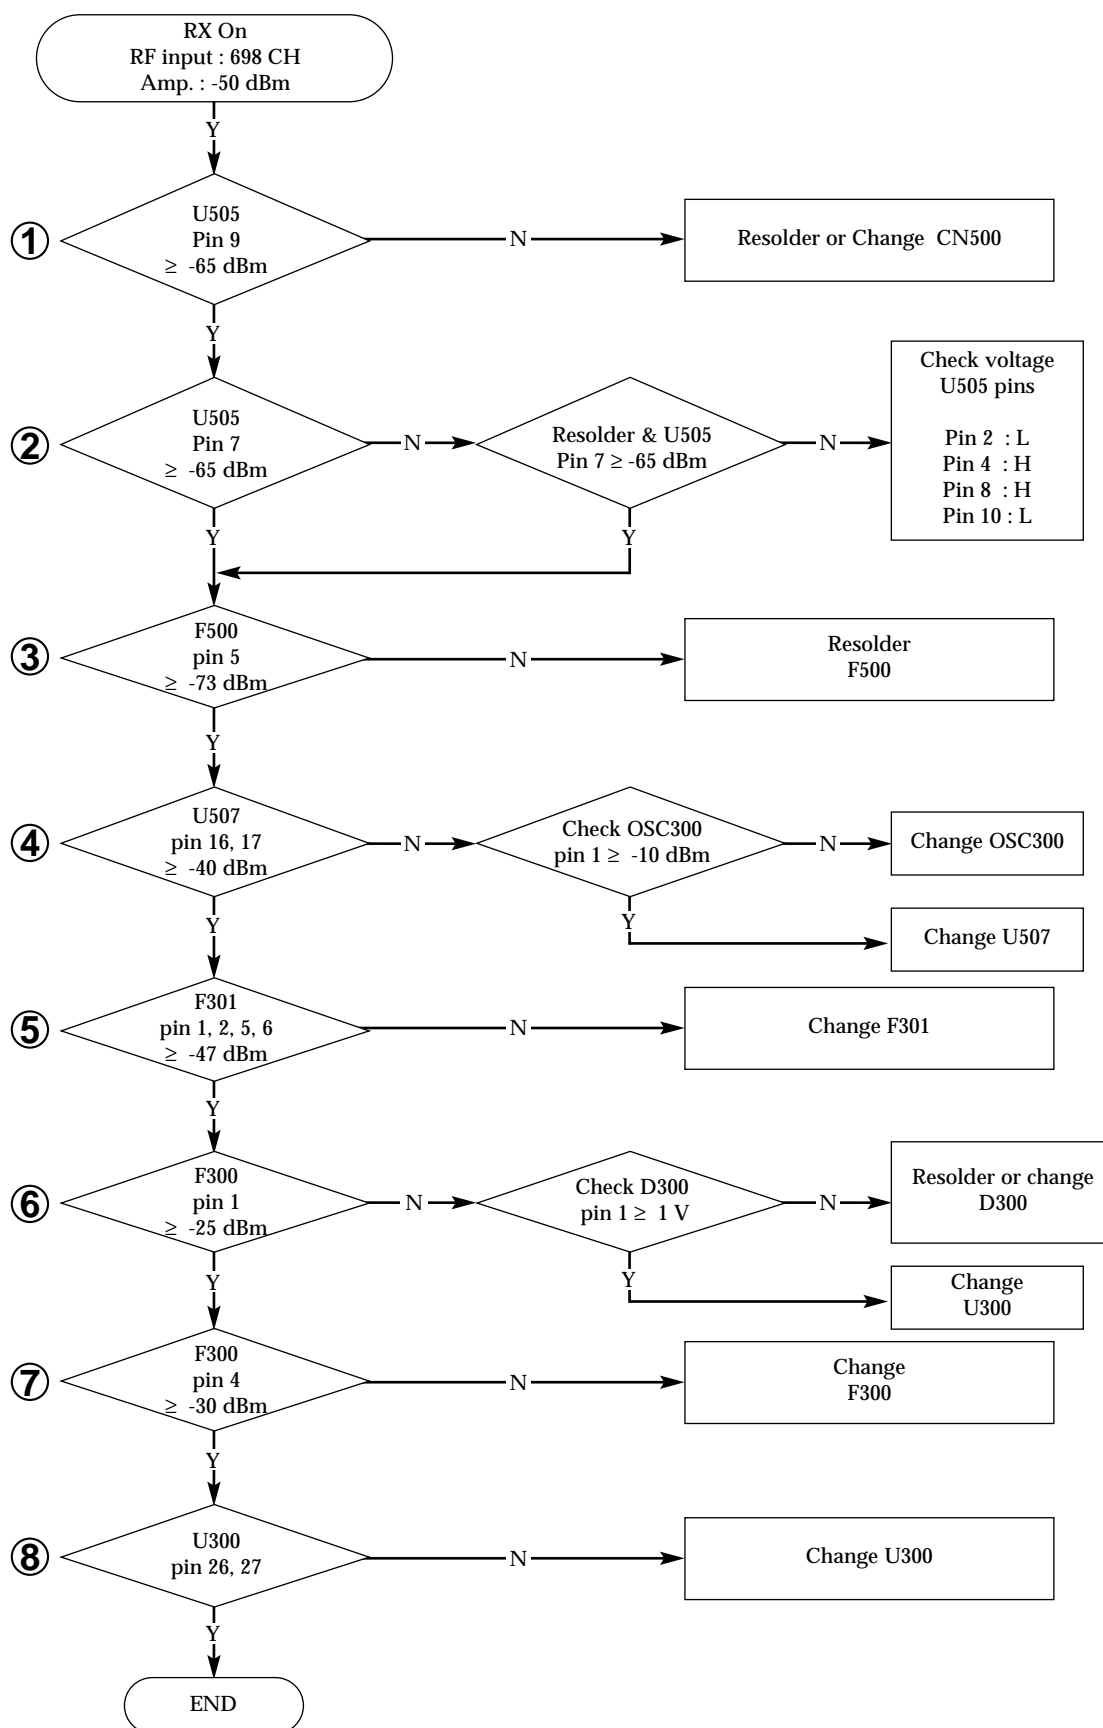 RX On
RF input : 698 CH
Amp. : -50 dBm
Y
1
U505
Pin 9
≥ -65 dBm
N
Resolder or Change CN500
Y
2
U505
Pin 7
≥ -65 dBm
N
Resolder & U505
Pin 7 ≥ -65 dBm
N
Check voltage
U505 pins
Pin 2 : L
Pin 4 : H
Pin 8 : H
Pin 10 : L
Y
Y
3
F500
pin 5
≥ -73 dBm
N
Resolder
F500
Y
4
U507
pin 16, 17
≥ -40 dBm
N
Check OSC300
pin 1 ≥ -10 dBm
N
Change OSC300
Y
Y
Change U507
5
F301
pin 1, 2, 5, 6
≥ -47 dBm
N
Change F301
Y
6
F300
pin 1
≥ -25 dBm
N
Check D300
pin 1 ≥ 1 V
N
Resolder or change
D300
Y
Y
Change
U300
7
F300
pin 4
≥ -30 dBm
N
Change
F300
Y
8
U300
pin 26, 27
N
Change U300
Y
END